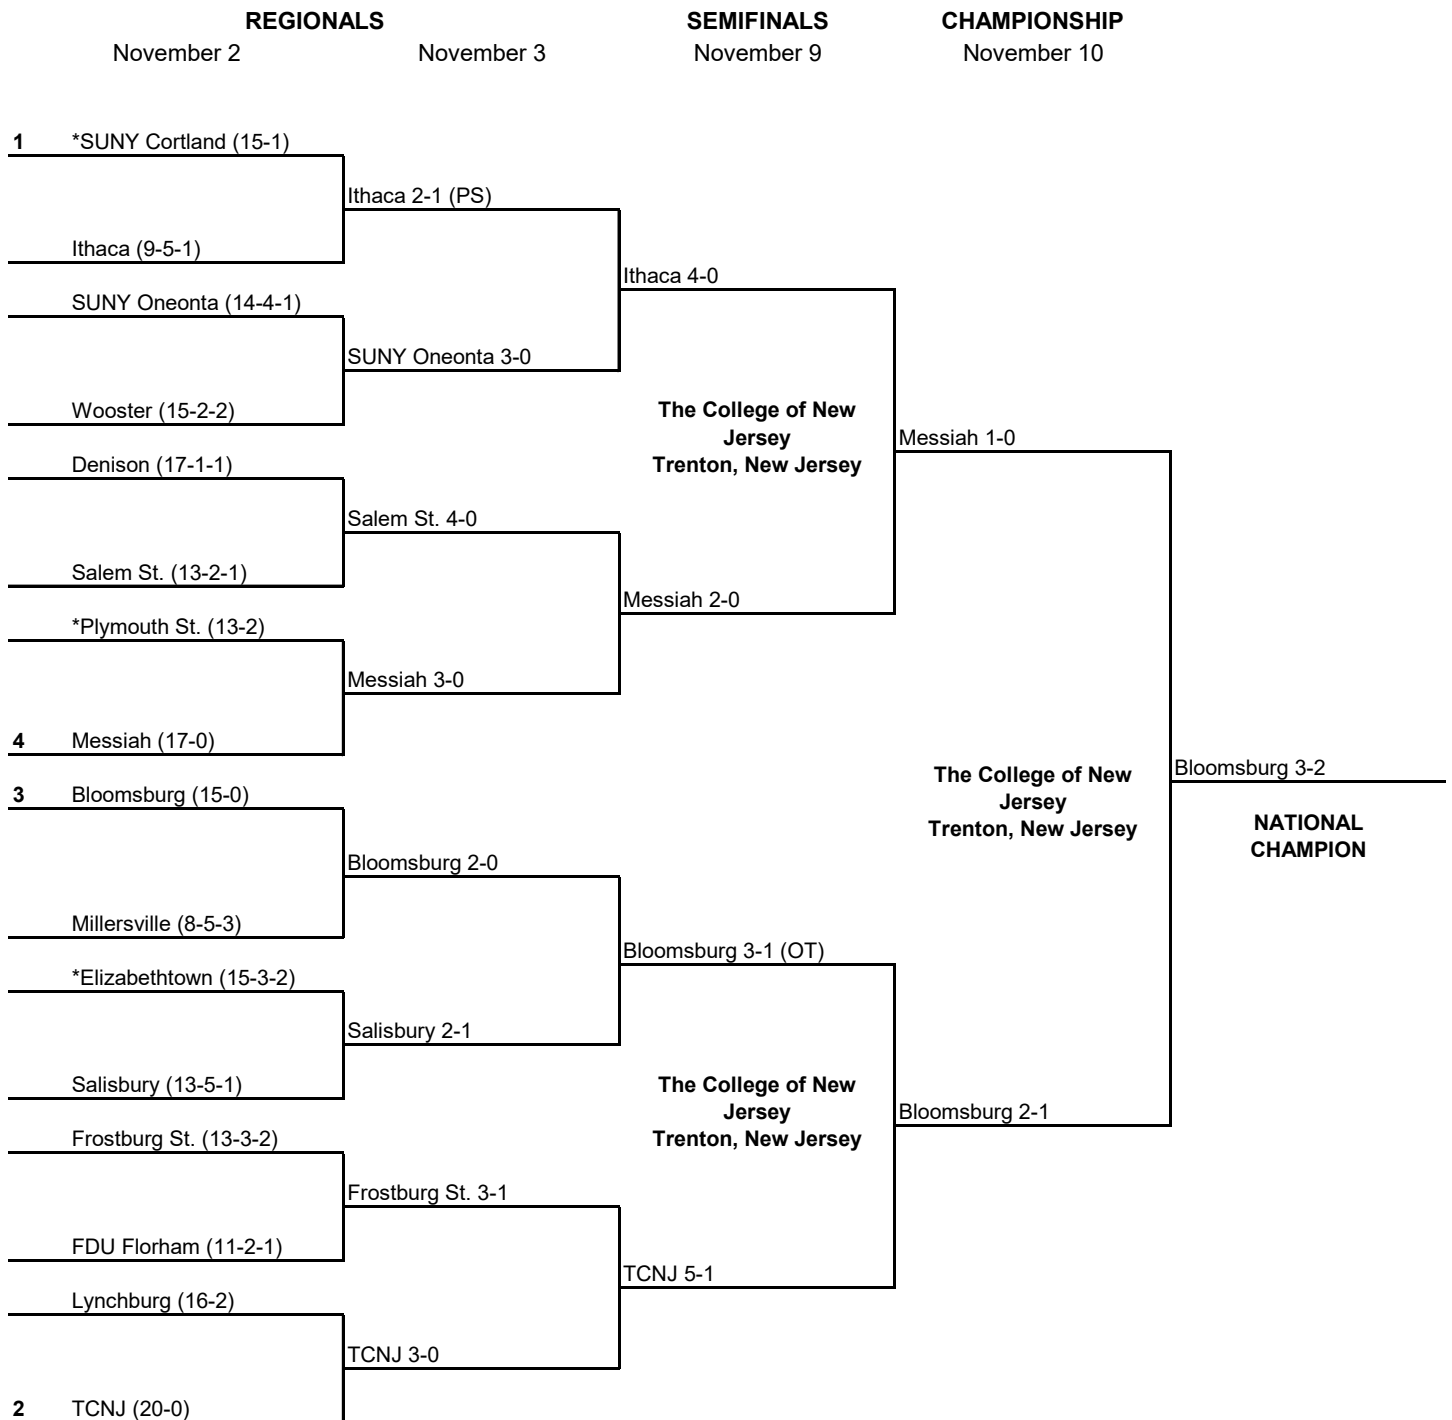 REGIONALS SEMIFINALS CHAMPIONSHIP
November 2 November 3 November 9 November 10
1 *SUNY Cortland (15-1)
Ithaca 2-1 (PS)
Ithaca (9-5-1)
Ithaca 4-0
SUNY Oneonta (14-4-1)
SUNY Oneonta 3-0
Wooster (15-2-2)
The College of New
Jersey
Trenton, New Jersey
Messiah 1-0
Denison (17-1-1)
Salem St. 4-0
Salem St. (13-2-1)
Messiah 2-0
*Plymouth St. (13-2)
Messiah 3-0
4 Messiah (17-0)
The College of New
Jersey
Trenton, New Jersey
Bloomsburg 3-2
NATIONAL
CHAMPION
3 Bloomsburg (15-0)
Bloomsburg 2-0
Millersville (8-5-3)
Bloomsburg 3-1 (OT)
*Elizabethtown (15-3-2)
Salisbury 2-1
Salisbury (13-5-1)
The College of New
Jersey
Trenton, New Jersey
Bloomsburg 2-1
Frostburg St. (13-3-2)
Frostburg St. 3-1
FDU Florham (11-2-1)
TCNJ 5-1
Lynchburg (16-2)
TCNJ 3-0
2 TCNJ (20-0)